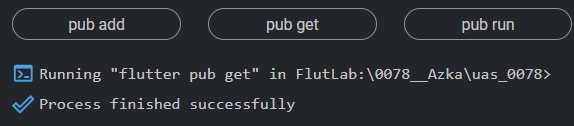 pub add
pub get
pub run
Running "flutter pub get" in FlutLab:\0078__Azka\uas_0078>
Process finished successfully